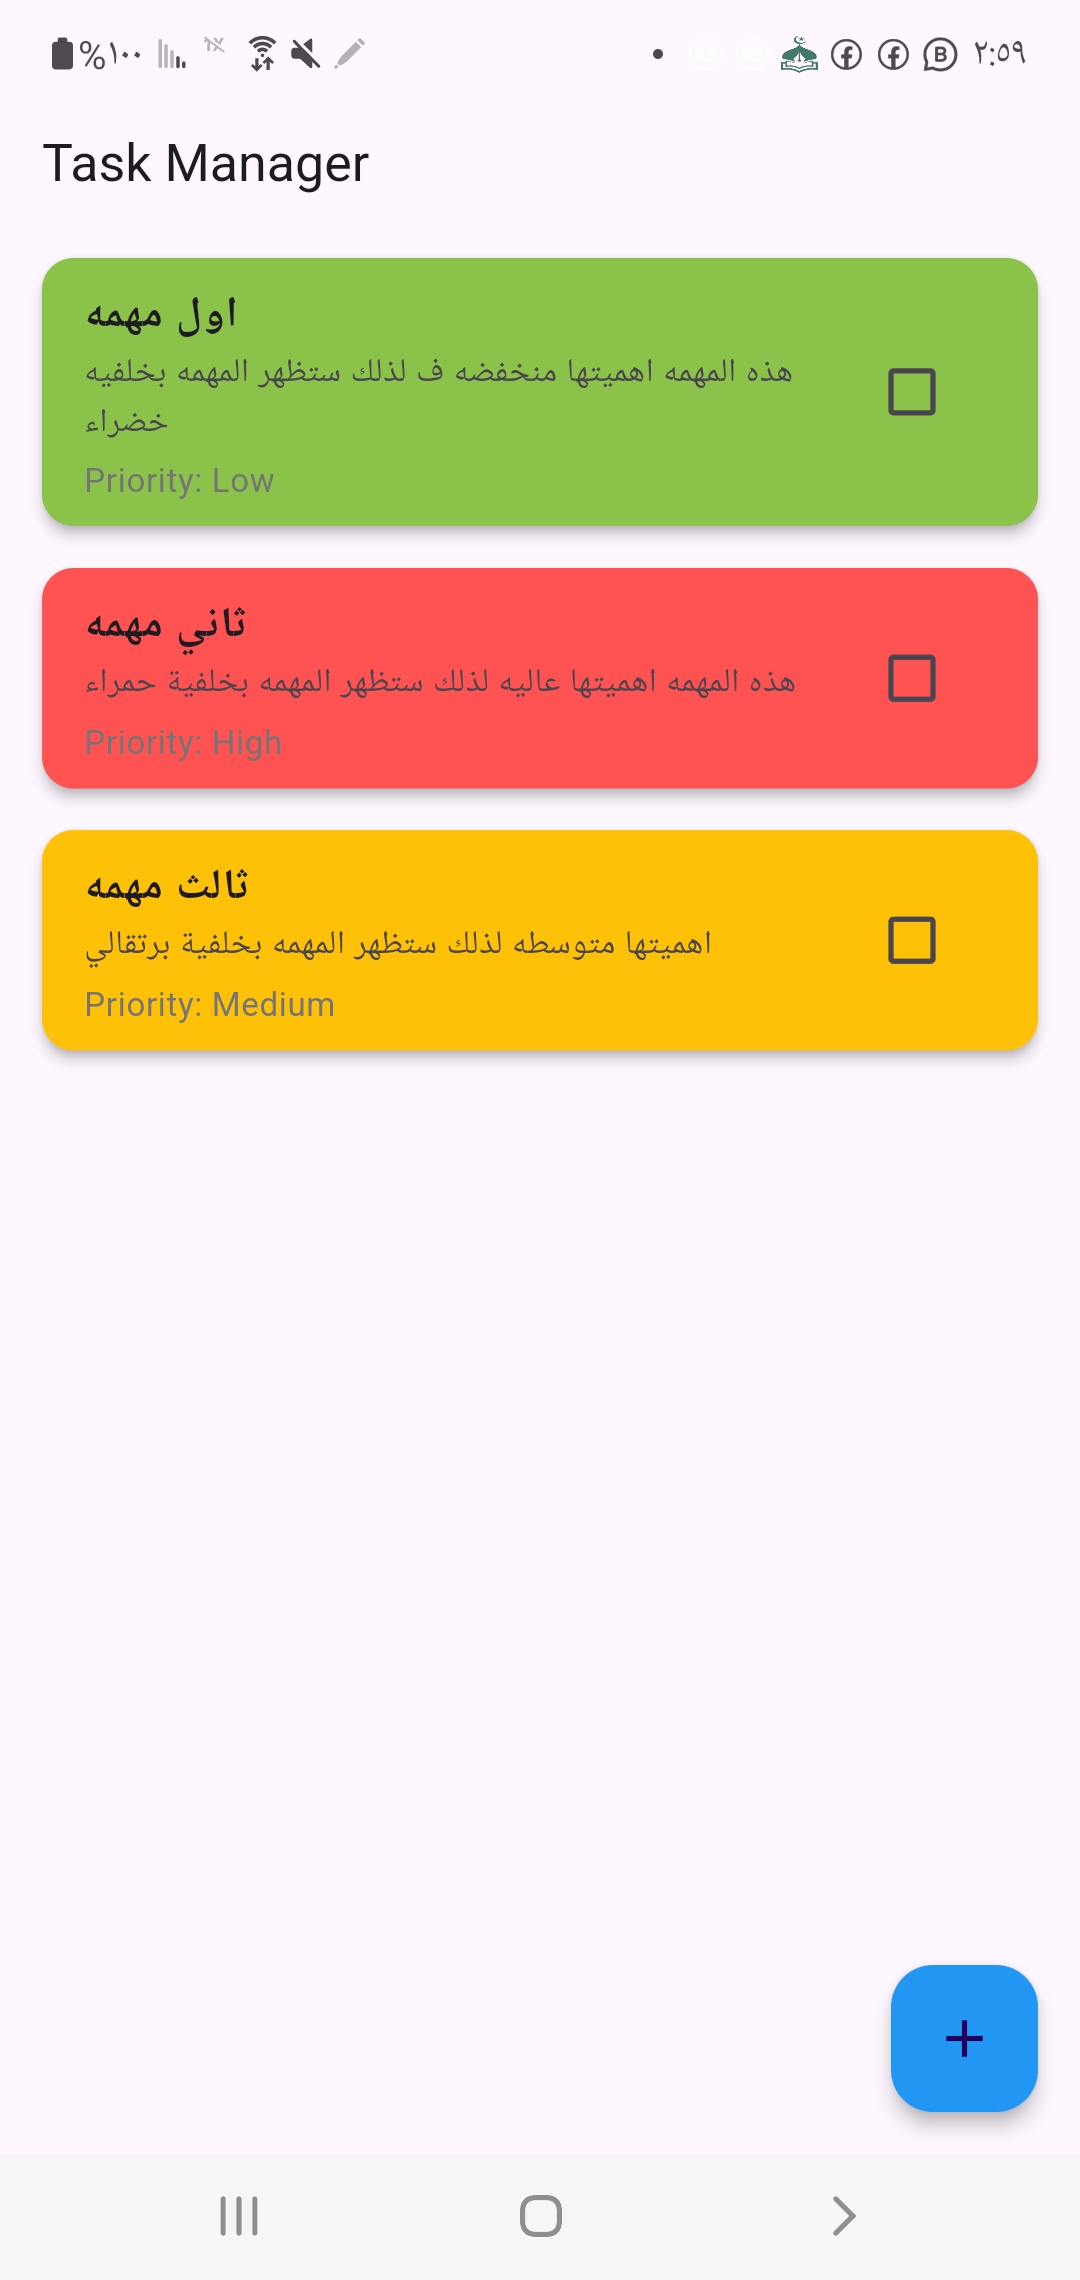 %١٠٠
٢:٥٩
Task Manager
اول مهمه
هذه المهمه اهميتها منخفضه ف لذلك ستظهر المهمه بخلفيه
خضراء
Priority: Low
ثاني مهمه
هذه المهمه اهميتها عاليه لذلك ستظهر المهمه بخلفية حمراء
Priority: High
ثالث مهمه
اهميتها متوسطه لذلك ستظهر المهمه بخلفية برتقالي
Priority: Medium